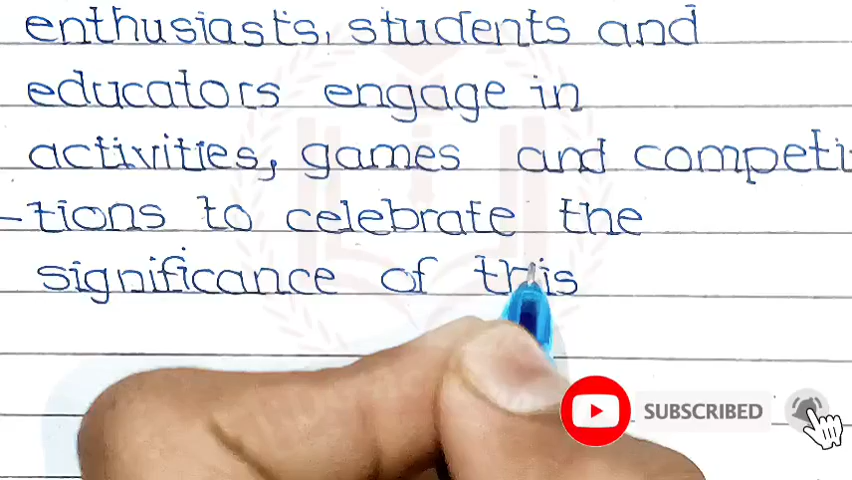 enthusiasts, students and
educators engage in
activities, games and competi
-tions to celebrate the
significance of this
SUBSCRIBED